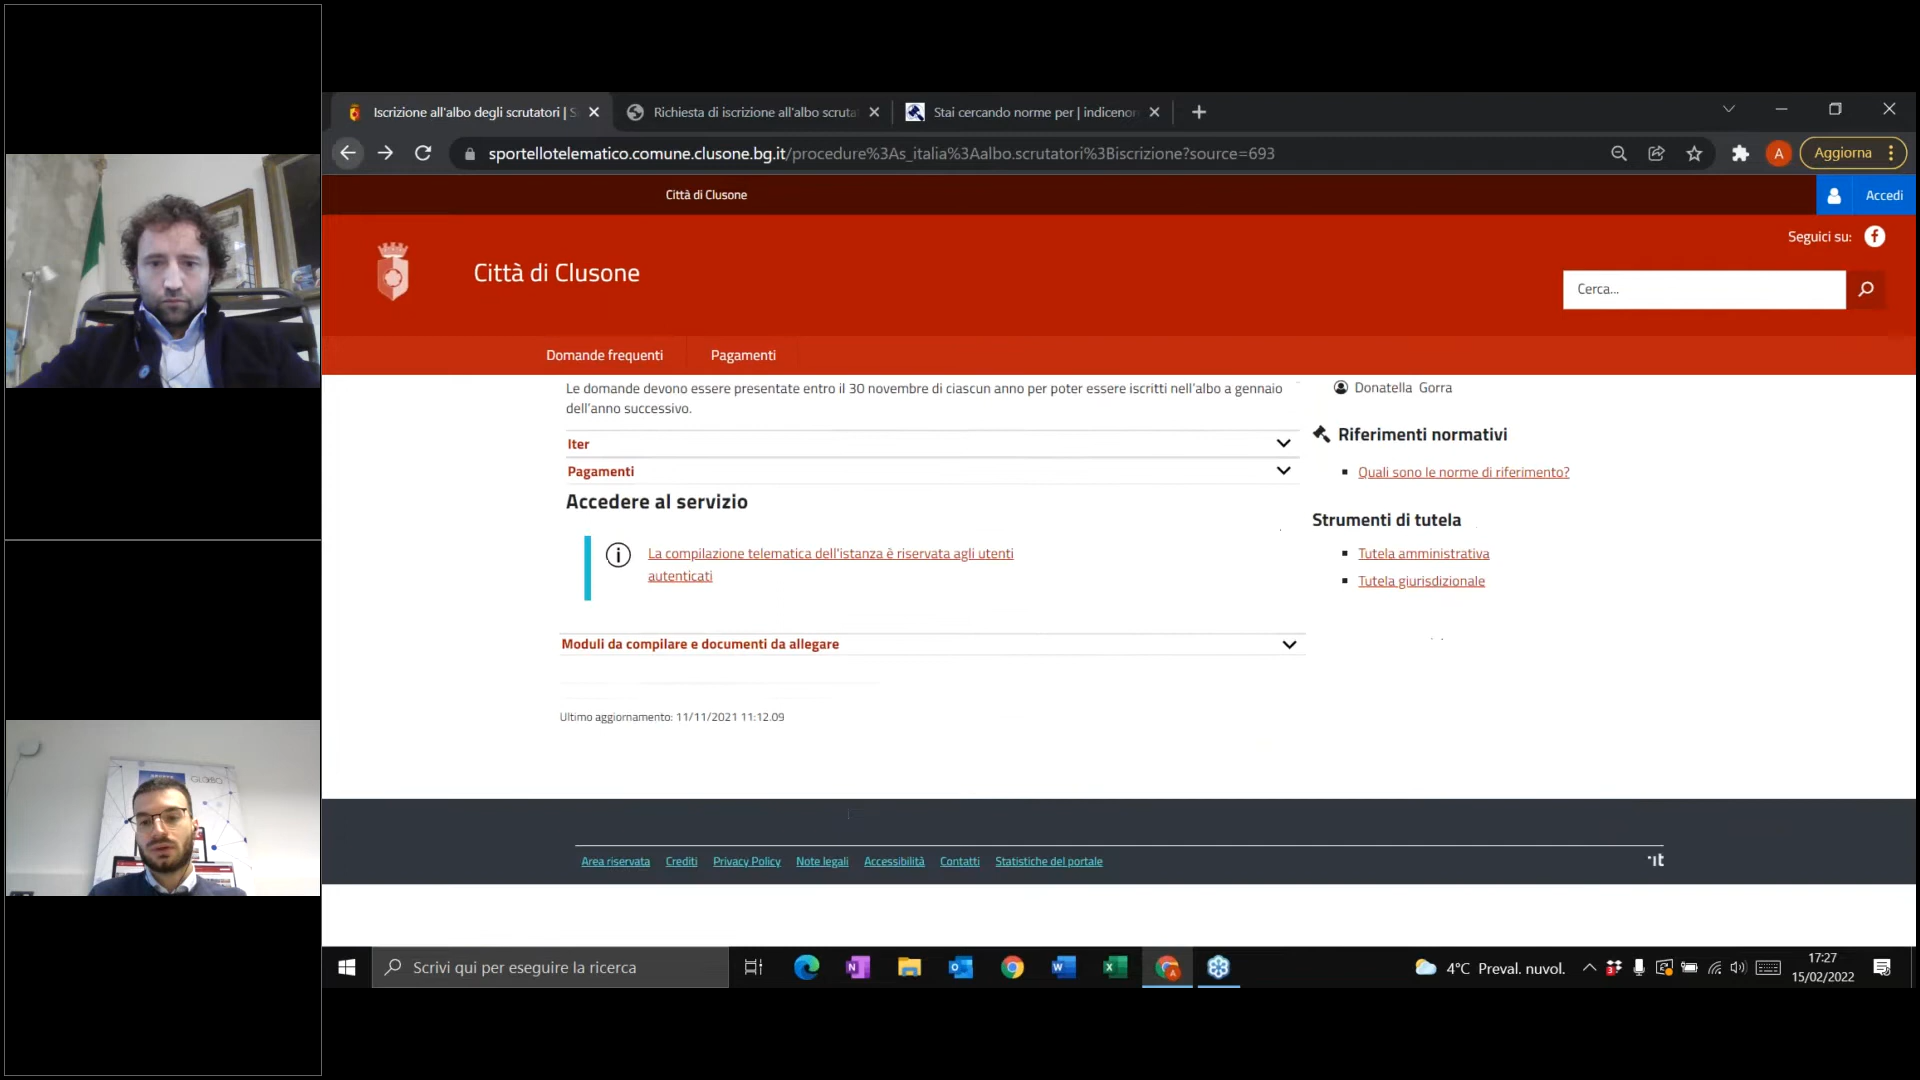 Iscrizione all'albo degli scrutatori | S
Richiesta di iscrizione all'albo scruta
Stai cercando norme per | indicenor
sportellotelematico.comune.clusone.bg.it/procedure%3As_italia%3Aalbo.scrutatori%3Biscrizione?source=693
A
Aggiorna
Città di Clusone
Accedi
Seguici su:
Città di Clusone
Cerca...
Domande frequenti
Pagamenti
Le domande devono essere presentate entro il 30 novembre di ciascun anno per poter essere iscritti nell'albo a gennaio
dell'anno successivo.
Iter
Pagamenti
Accedere al servizio
La compilazione telematica dell'istanza è riservata agli utenti
autenticati
Moduli da compilare e documenti da allegare
Ultimo aggiornamento: 11/11/2021 11:12.09
Donatella Gorra
Riferimenti normativi
Quali sono le norme di riferimento?
Strumenti di tutela
Tutela amministrativa
Tutela giurisdizionale
Area riservata
Crediti
Privacy Policy
Note legali
Accessibilità
Contatti
Statistiche del portale
Scrivi qui per eseguire la ricerca
4°C Preval. nuvol.
17:27
15/02/2022